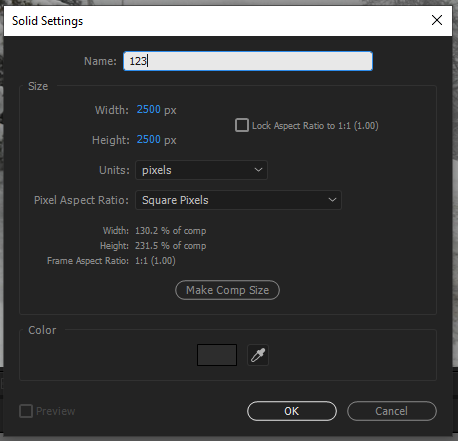 Solid Settings
Name: 123
Size
Width: 2500 px
Lock Aspect Ratio to 1:1 (1.00)
Height: 2500 px
Units: pixels
Pixel Aspect Ratio: Square Pixels
Width: 130.2 % of comp
Height: 231.5 % of comp
Frame Aspect Ratio: 1:1 (1.00)
Make Comp Size
Color
Preview
OK
Cancel